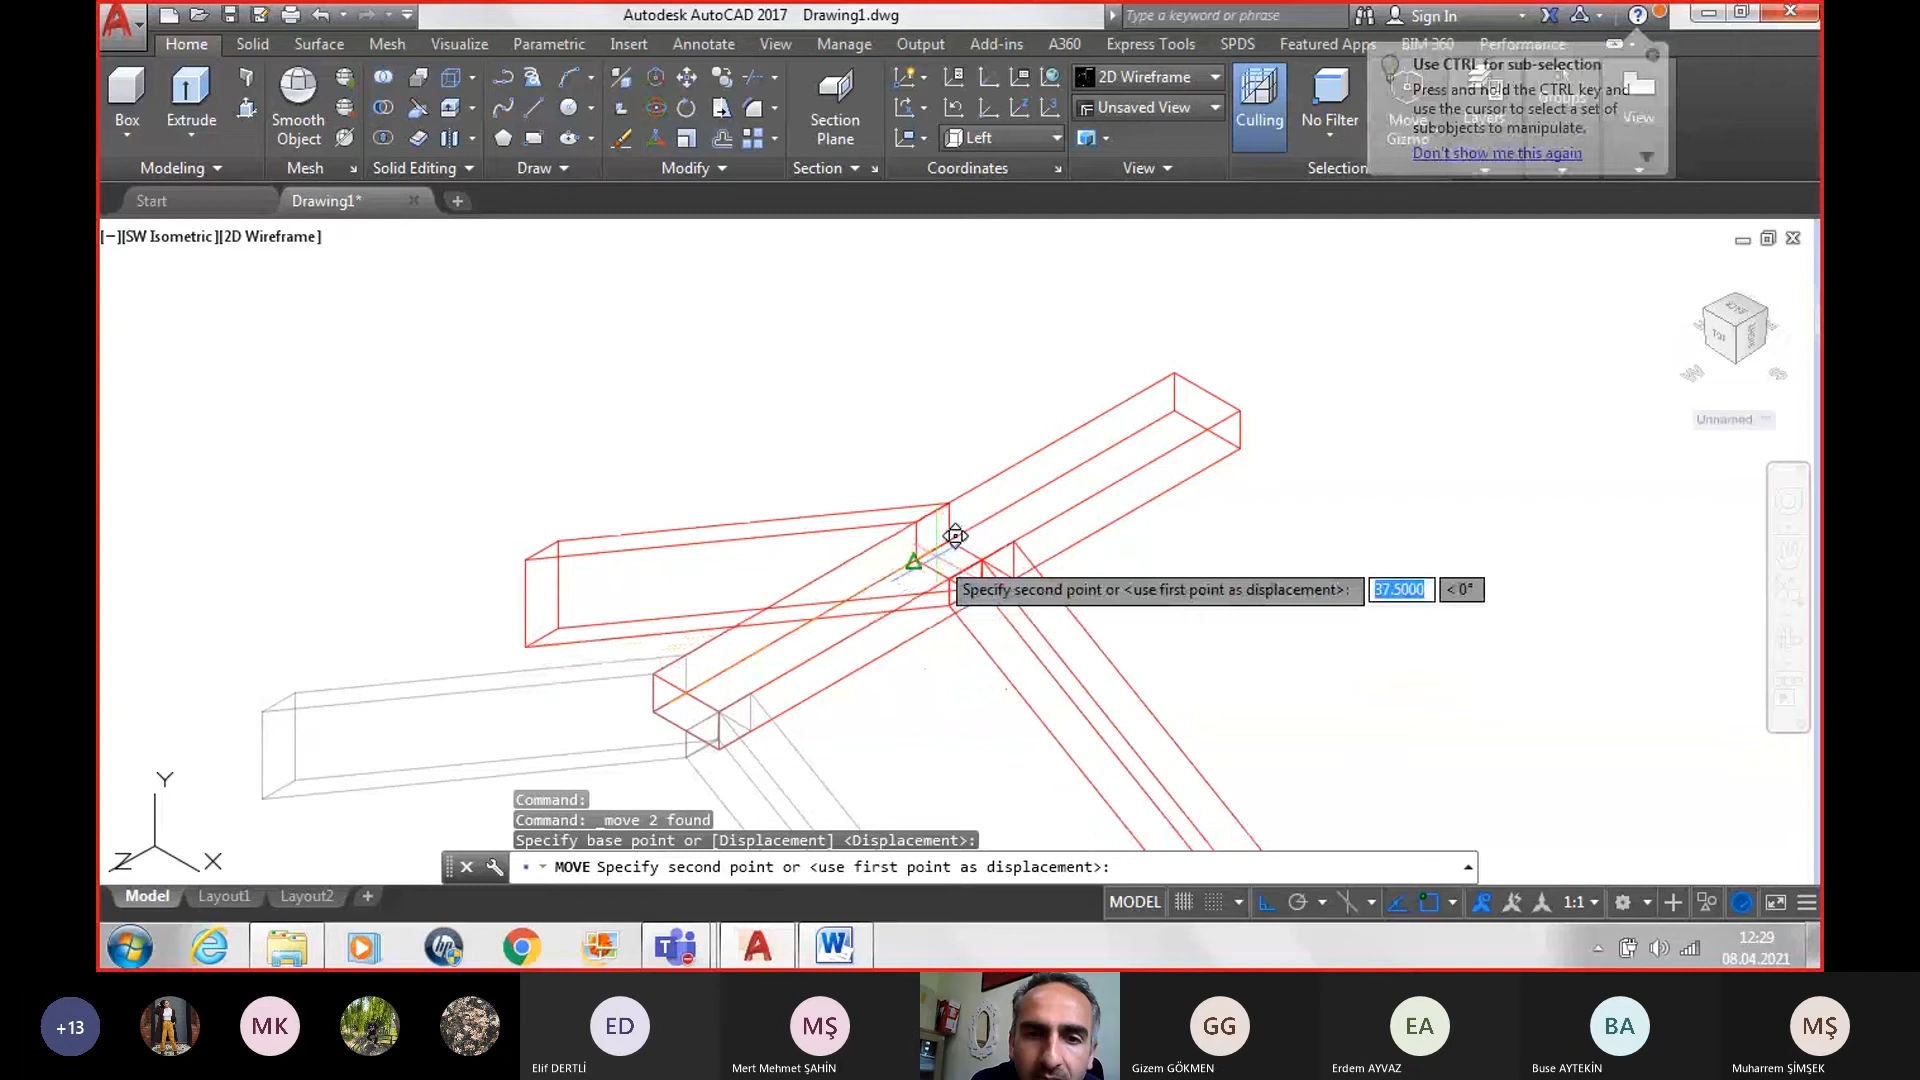 Autodesk AutoCAD 2017 Drawing1.dwg
Type a keyword or phrase
Sign In
Home Solid Surface Mesh Visualize Parametric Insert Annotate View Manage Output Add-ins A360 Express Tools SPDS Featured Apps BIM 360 Performance
Use CTRL for sub-selection
Press and hold the CTRL key and
use the cursor to select a set of
subobjects to manipulate.
Don't show me this again
2D Wireframe
Unsaved View
Left
Box
Extrude
Smooth
Object
Section
Plane
Culling
No Filter
Move
Gizmo
Layers
Groups
View
Modeling
Mesh
Solid Editing
Draw
Modify
Section
Coordinates
View
Selection
Start
Drawing1*
[−][SW Isometric][2D Wireframe]
W
S
Unnamed
Specify second point or <use first point as displacement>:
37.5000
< 0°
Y
Z
X
Command:
Command: _move 2 found
Specify base point or [Displacement] <Displacement>:
MOVE Specify second point or <use first point as displacement>:
Model
Layout1
Layout2
MODEL
1:1
12:29
08.04.2021
+13
MK
ED
MŞ
GG
EA
BA
MŞ
Elif DERTLİ
Mert Mehmet ŞAHİN
Gizem GÖKMEN
Erdem AYVAZ
Buse AYTEKİN
Muharrem ŞİMŞEK